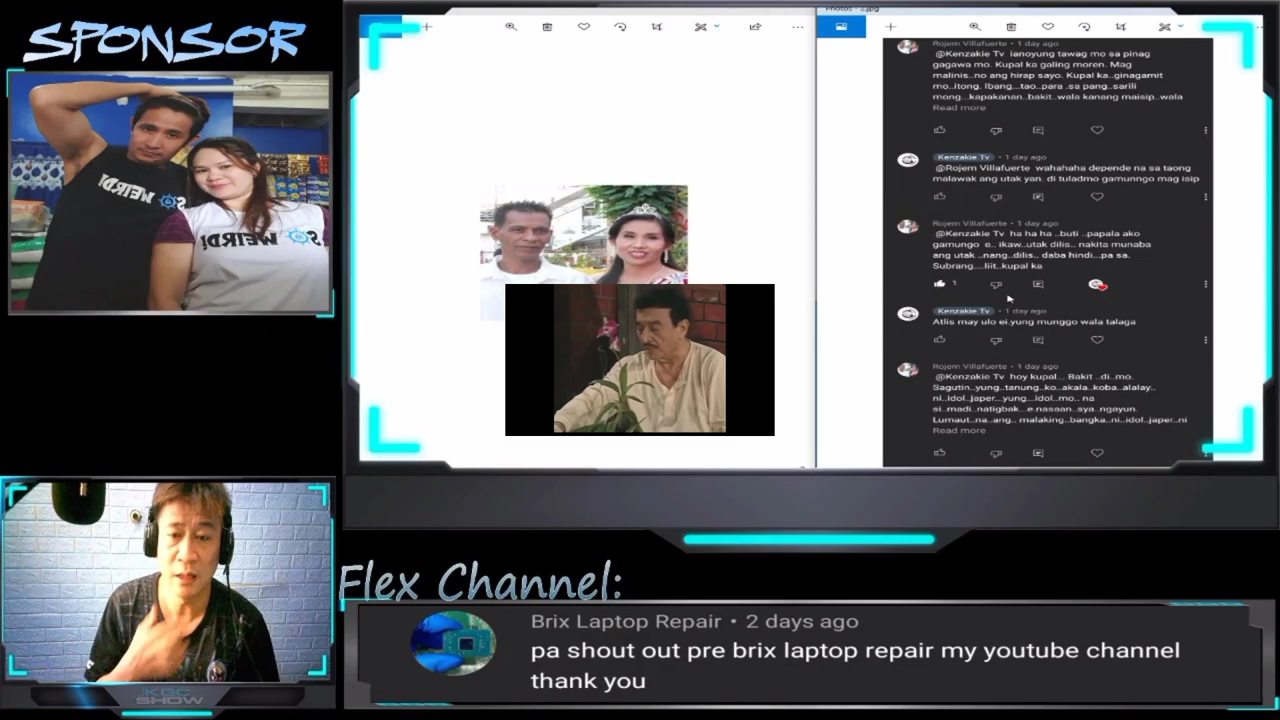 SPONSOR
WEIRD!
WEIRD!
Photos - 2.jpg
Rojem Villafuerte • 1 day ago
@Kenzakie Tv ianoyung tawag mo sa pinag
gagawa mo. Kupal ka galing moren. Mag
malinis..no ang hirap sayo. Kupal ka..ginagamit
mo..itong. Ibang...tao..para .sa pang..sarili
mong...kapakanan..bakit..wala kanang maisip..wala
Read more
Kenzakie Tv • 1 day ago
@Rojem Villafuerte wahahaha depende na sa taong
malawak ang utak yan. di tuladmo gamunngo mag isip
Rojem Villafuerte • 1 day ago
@Kenzakie Tv ha ha ha ..buti ..papala ako
gamungo e.. ikaw..utak dilis.. nakita munaba
ang utak ..nang..dilis.. daba hindi...pa sa.
Subrang....liit..kupal ka
1
Kenzakie Tv • 1 day ago
Atlis may ulo ei.yung munggo wala talaga
Rojem Villafuerte • 1 day ago
@Kenzakie Tv hoy kupal... Bakit ..di..mo.
Sagutin..yung..tanung..ko..akala..koba..alalay..
ni..idol..japer...yung...idol..mo.. na
si..madi..natigbak...e.nasaan..sya..ngayun.
Lumaut..na..ang.. malaking..bangka..ni..idol..japer..ni
Read more
Flex Channel:
Brix Laptop Repair • 2 days ago
pa shout out pre brix laptop repair my youtube channel
thank you
KGC
SHOW